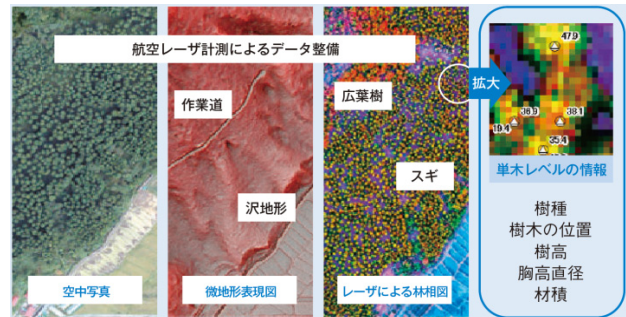 航空レーザ計測によるデータ整備
作業道
沢地形
広葉樹
スギ
拡大
47.9
36.9
38.1
19.4
35.4
空中写真
微地形表現図
レーザによる林相図
単木レベルの情報
樹種
樹木の位置
樹高
胸高直径
材積